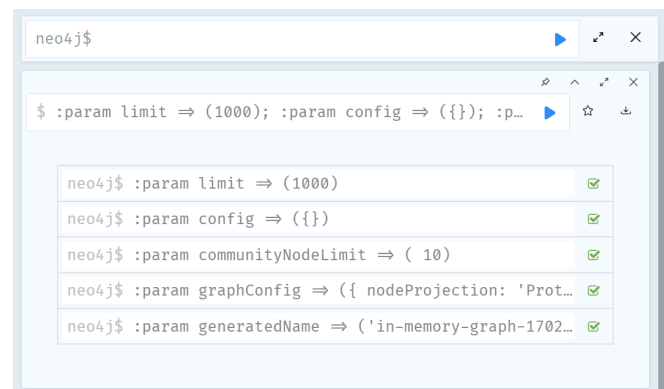 neo4j$
$ :param limit => (1000); :param config => ({}); :p…
neo4j$ :param limit => (1000)
neo4j$ :param config => ({})
neo4j$ :param communityNodeLimit => ( 10)
neo4j$ :param graphConfig => ({ nodeProjection: 'Prot…
neo4j$ :param generatedName => ('in-memory-graph-1702…